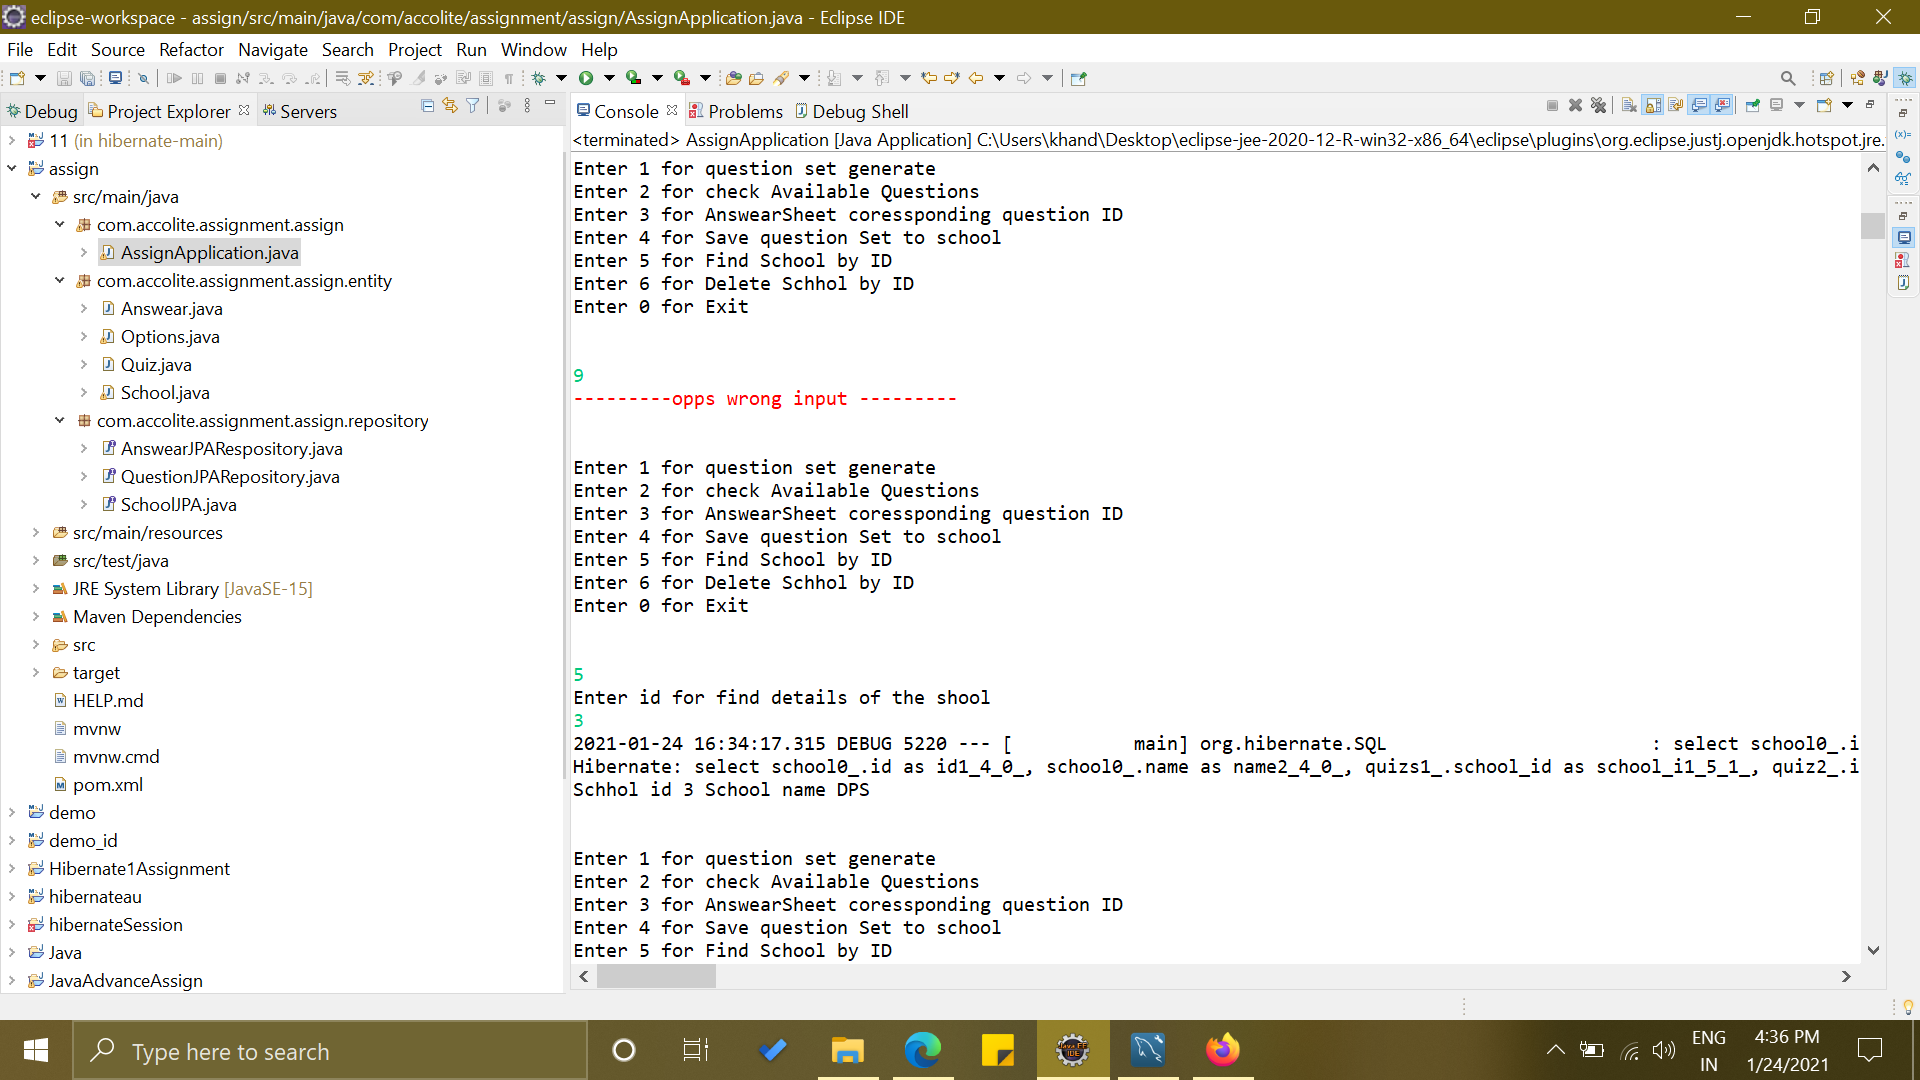 eclipse-workspace - assign/src/main/java/com/accolite/assignment/assign/AssignApplication.java - Eclipse IDE
File Edit Source Refactor Navigate Search Project Run Window Help
Debug Project Explorer Servers
11 (in hibernate-main)
assign
src/main/java
com.accolite.assignment.assign
AssignApplication.java
com.accolite.assignment.assign.entity
Answear.java
Options.java
Quiz.java
School.java
com.accolite.assignment.assign.repository
AnswearJPARespository.java
QuestionJPARepository.java
SchoolJPA.java
src/main/resources
src/test/java
JRE System Library [JavaSE-15]
Maven Dependencies
src
target
HELP.md
mvnw
mvnw.cmd
pom.xml
demo
demo_id
Hibernate1Assignment
hibernateau
hibernateSession
Java
JavaAdvanceAssign
Console Problems Debug Shell
<terminated> AssignApplication [Java Application] C:\Users\khand\Desktop\eclipse-jee-2020-12-R-win32-x86_64\eclipse\plugins\org.eclipse.justj.openjdk.hotspot.jre.
Enter 1 for question set generate
Enter 2 for check Available Questions
Enter 3 for AnswearSheet coressponding question ID
Enter 4 for Save question Set to school
Enter 5 for Find School by ID
Enter 6 for Delete Schhol by ID
Enter 0 for Exit
9
---------opps wrong input ---------
Enter 1 for question set generate
Enter 2 for check Available Questions
Enter 3 for AnswearSheet coressponding question ID
Enter 4 for Save question Set to school
Enter 5 for Find School by ID
Enter 6 for Delete Schhol by ID
Enter 0 for Exit
5
Enter id for find details of the shool
3
2021-01-24 16:34:17.315 DEBUG 5220 --- [           main] org.hibernate.SQL                        : select school0_.i
Hibernate: select school0_.id as id1_4_0_, school0_.name as name2_4_0_, quizs1_.school_id as school_i1_5_1_, quiz2_.i
Schhol id 3 School name DPS
Enter 1 for question set generate
Enter 2 for check Available Questions
Enter 3 for AnswearSheet coressponding question ID
Enter 4 for Save question Set to school
Enter 5 for Find School by ID
Type here to search
ENG
IN
4:36 PM
1/24/2021